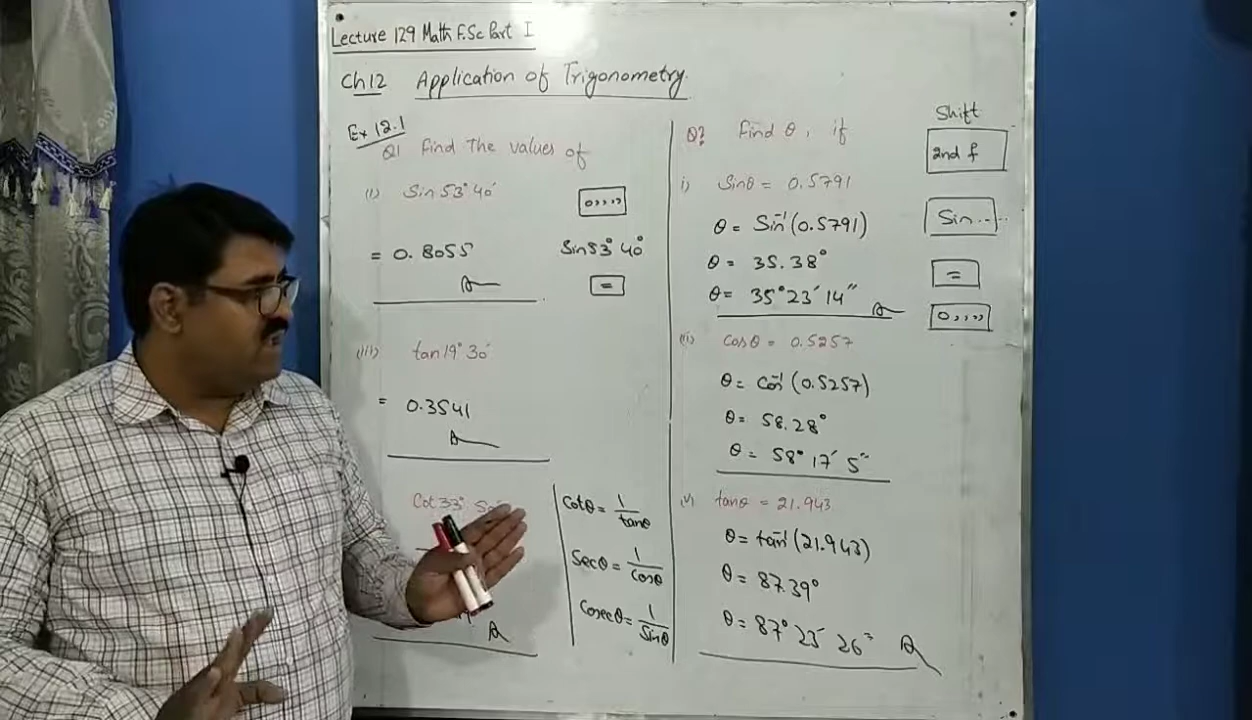 Lecture 129 Math F.Sc Part I
Ch12 Application of Trigonometry.
Ex 12.1
Q1 Find The values of
(i) Sin 53° 40′
0,,,,
= 0.8055
Sin 53° 40°
=
(iii) tan 19° 30′
= 0.3541
Cot 33°
Cotθ = 1/tanθ
Secθ = 1/Cosθ
Cosecθ = 1/Sinθ
Q2 Find θ, if
i) Sinθ = 0.5791
θ = Sin⁻¹(0.5791)
θ = 35.38°
θ = 35° 23′ 14″
(ii) Cosθ = 0.5257
θ = Cos⁻¹(0.5257)
θ = 58.28°
θ = 58° 17′ 5″
v) tanθ = 21.943
θ = tan⁻¹(21.943)
θ = 87.39°
θ = 87° 23′ 26″
Shift
2nd f
Sin....
=
0,,,,